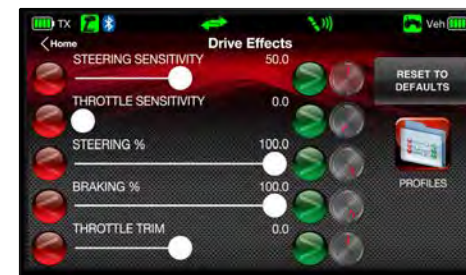 TX Veh
Home Drive Effects
STEERING SENSITIVITY 50.0
RESET TO
DEFAULTS
THROTTLE SENSITIVITY 0.0
STEERING % 100.0
PROFILES
BRAKING % 100.0
THROTTLE TRIM 0.0